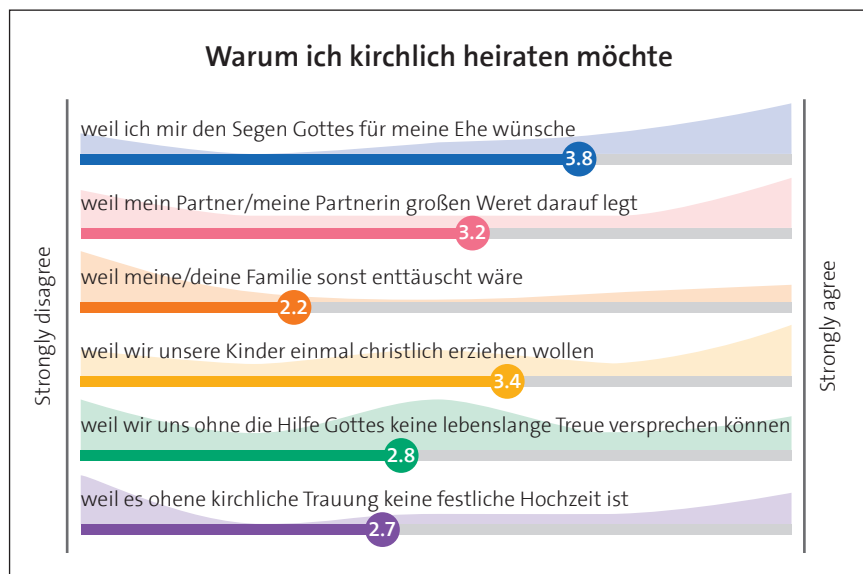 Warum ich kirchlich heiraten möchte
Strongly disagree
weil ich mir den Segen Gottes für meine Ehe wünsche
3.8
weil mein Partner/meine Partnerin großen Weret darauf legt
3.2
weil meine/deine Familie sonst enttäuscht wäre
2.2
weil wir unsere Kinder einmal christlich erziehen wollen
3.4
weil wir uns ohne die Hilfe Gottes keine lebenslange Treue versprechen können
2.8
weil es ohene kirchliche Trauung keine festliche Hochzeit ist
2.7
Strongly agree